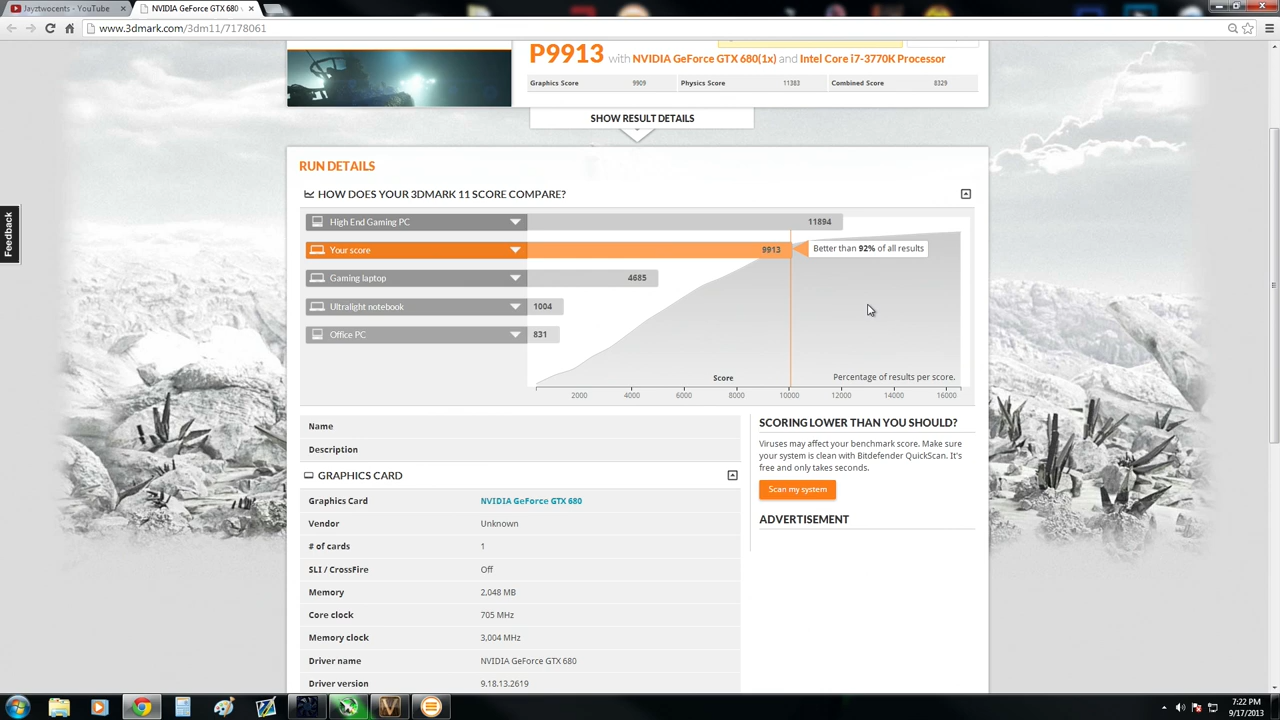 Jayztwocents - YouTube
NVIDIA GeForce GTX 680
www.3dmark.com/3dm11/7178061
P9913 with NVIDIA GeForce GTX 680(1x) and Intel Core i7-3770K Processor
Graphics Score 9909 Physics Score 11383 Combined Score 8329
SHOW RESULT DETAILS
RUN DETAILS
HOW DOES YOUR 3DMARK 11 SCORE COMPARE?
High End Gaming PC 11894
Your score 9913 Better than 92% of all results
Gaming laptop 4685
Ultralight notebook 1004
Office PC 831
Score Percentage of results per score.
2000 4000 6000 8000 10000 12000 14000 16000
Feedback
Name
Description
GRAPHICS CARD
Graphics Card NVIDIA GeForce GTX 680
Vendor Unknown
# of cards 1
SLI / CrossFire Off
Memory 2,048 MB
Core clock 705 MHz
Memory clock 3,004 MHz
Driver name NVIDIA GeForce GTX 680
Driver version 9.18.13.2619
SCORING LOWER THAN YOU SHOULD?
Viruses may affect your benchmark score. Make sure
your system is clean with Bitdefender QuickScan. It's
free and only takes seconds.
Scan my system
ADVERTISEMENT
7:22 PM
9/17/2013